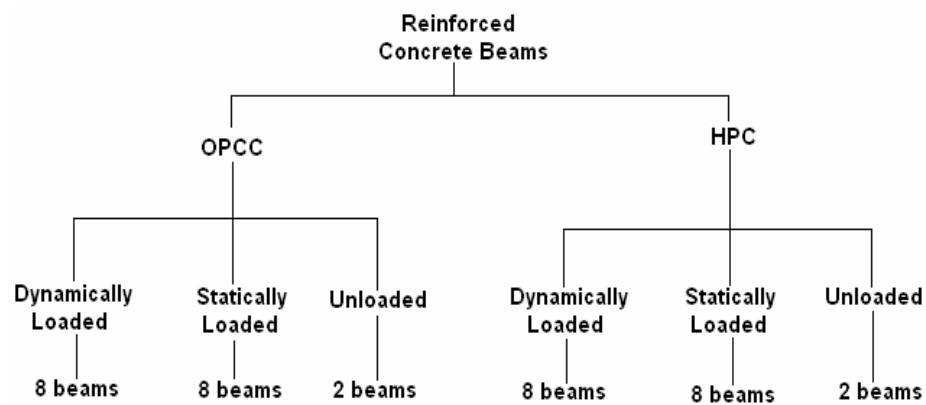 Reinforced
Concrete Beams
OPCC
HPC
Dynamically
Loaded
Statically
Loaded
Unloaded
Dynamically
Loaded
Statically
Loaded
Unloaded
8 beams
8 beams
2 beams
8 beams
8 beams
2 beams